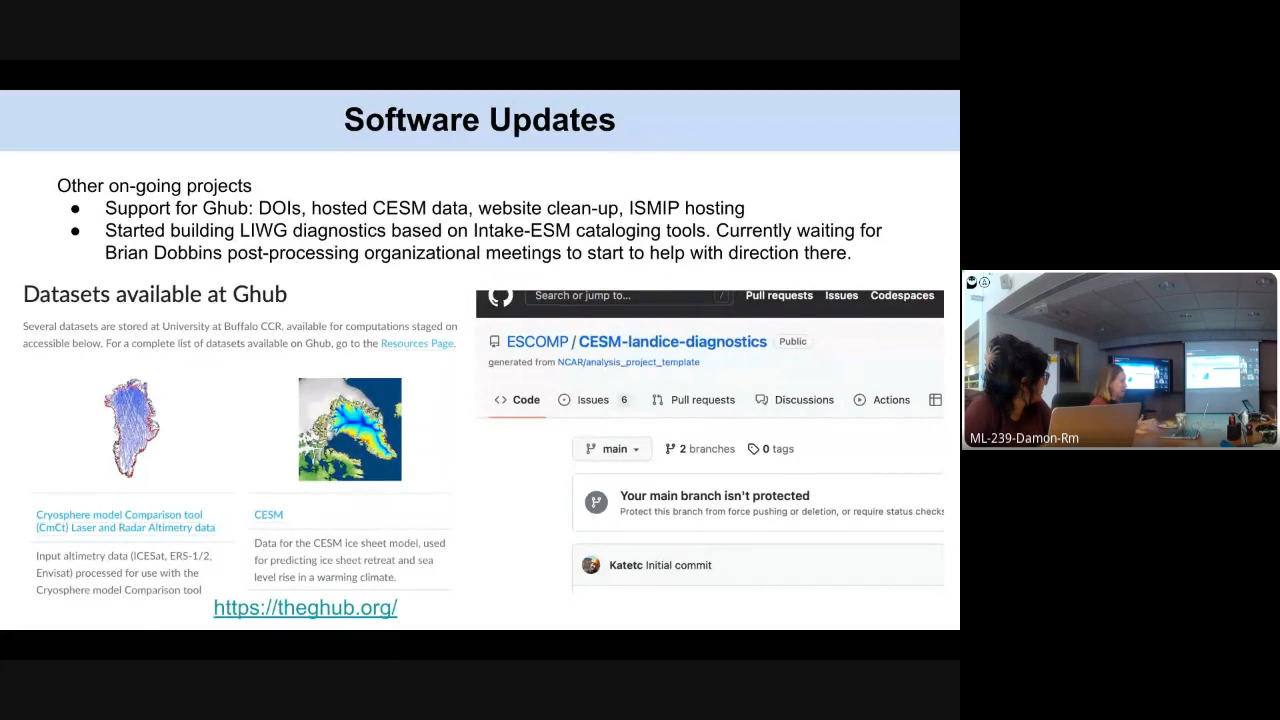 Software Updates
Other on-going projects
● Support for Ghub: DOIs, hosted CESM data, website clean-up, ISMIP hosting
● Started building LIWG diagnostics based on Intake-ESM cataloging tools. Currently waiting for
Brian Dobbins post-processing organizational meetings to start to help with direction there.
Datasets available at Ghub
Several datasets are stored at University at Buffalo CCR, available for computations staged on
accessible below. For a complete list of datasets available on Ghub, go to the Resources Page.
Cryosphere model Comparison tool
(CmCt) Laser and Radar Altimetry data
Input altimetry data (ICESat, ERS-1/2,
Envisat) processed for use with the
Cryosphere model Comparison tool
CESM
Data for the CESM ice sheet model, used
for predicting ice sheet retreat and sea
level rise in a warming climate.
https://theghub.org/
Search or jump to... / Pull requests Issues Codespaces
ESCOMP / CESM-landice-diagnostics Public
generated from NCAR/analysis_project_template
Code Issues 6 Pull requests Discussions Actions
main 2 branches 0 tags
Your main branch isn't protected
Protect this branch from force pushing or deletion, or require status checks
Katetc Initial commit
ML-239-Damon-Rm